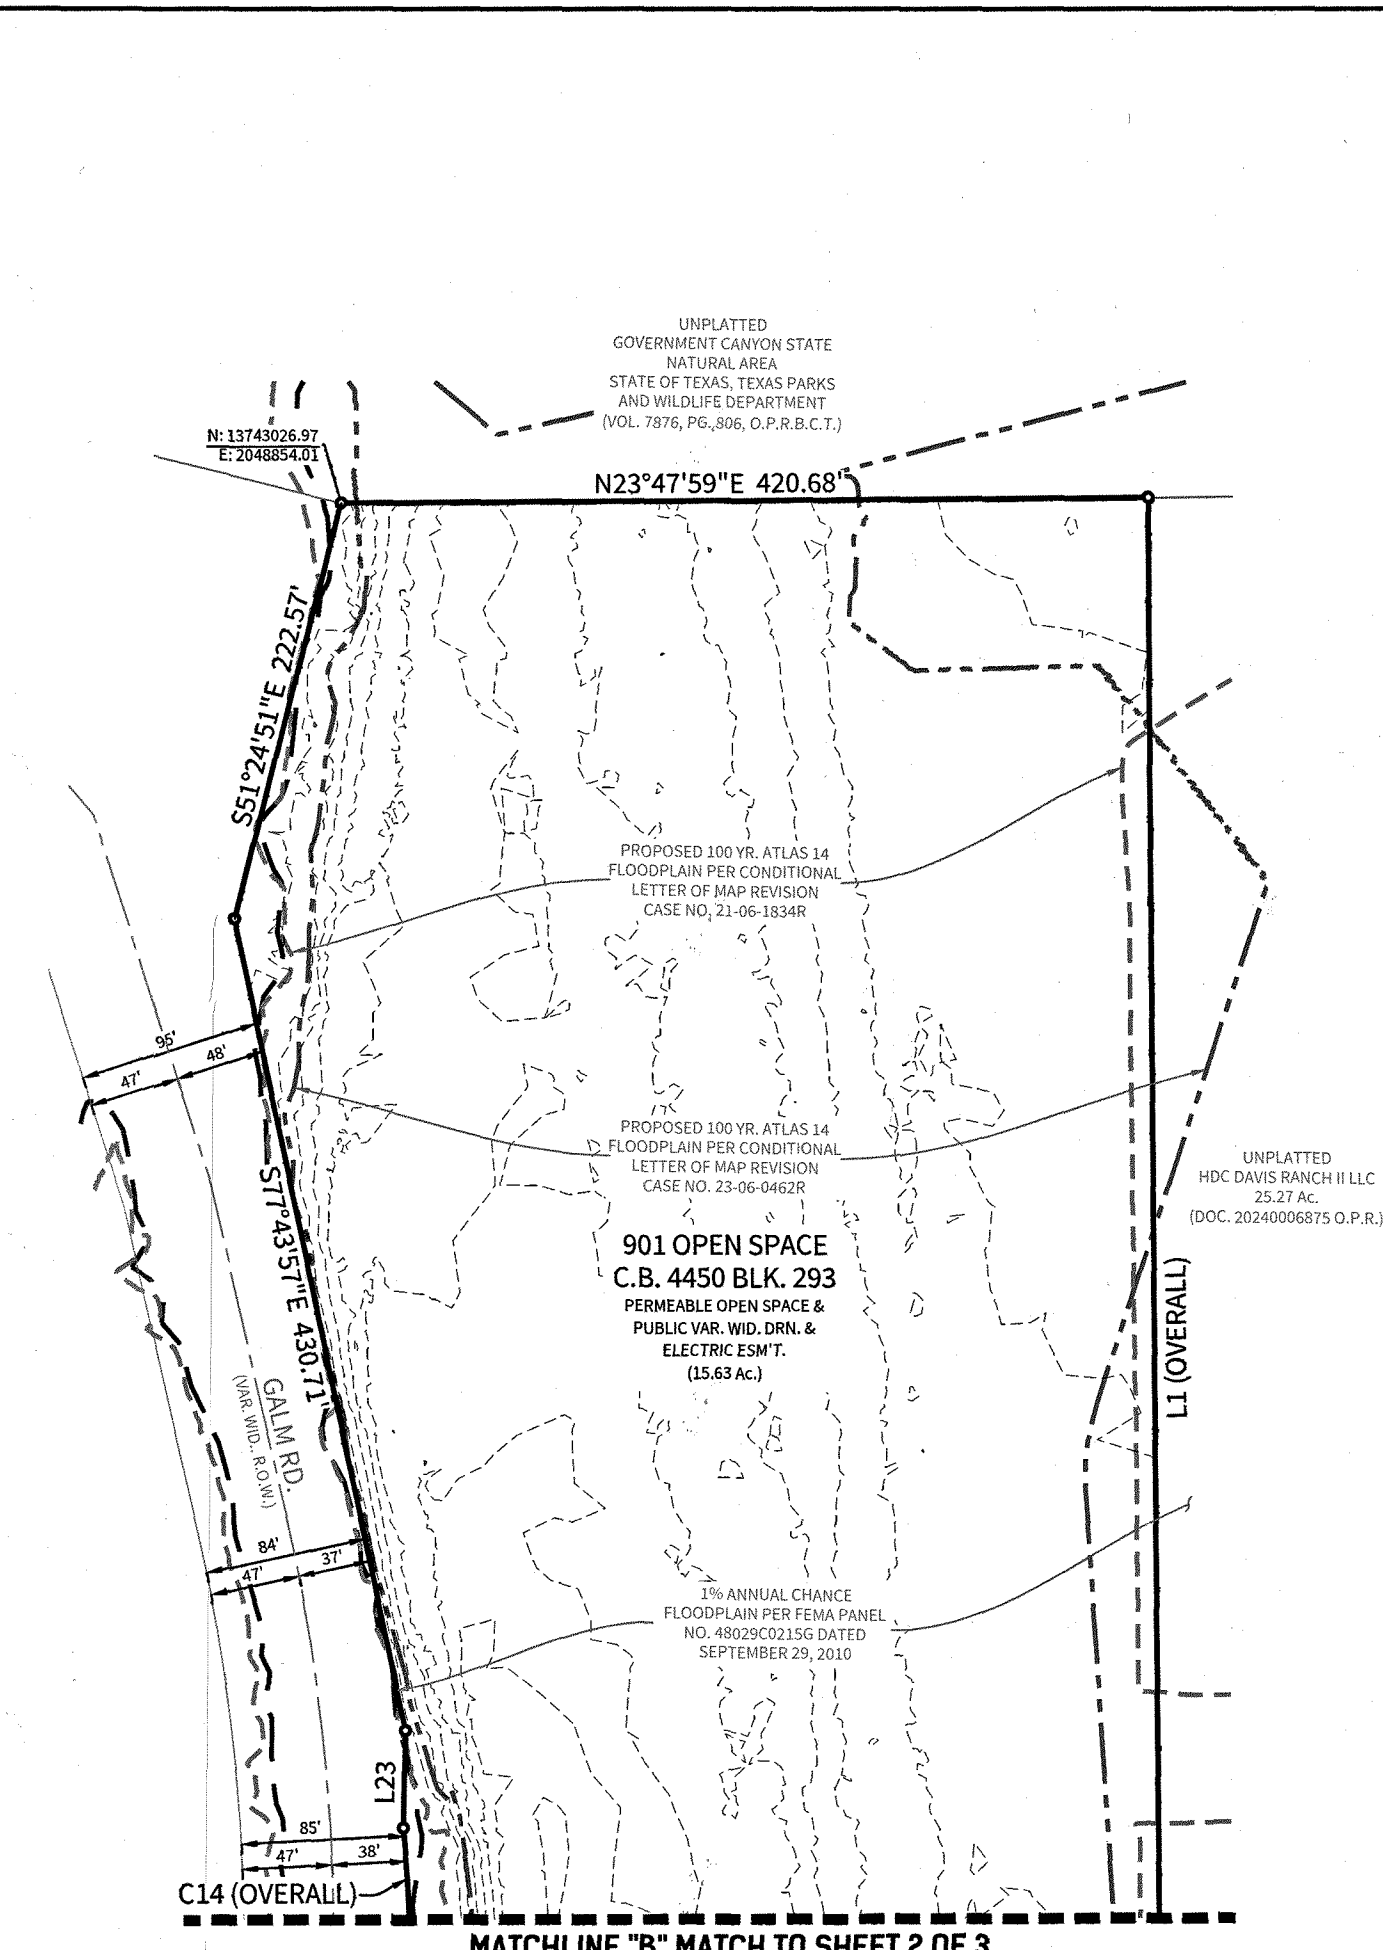 UNPLATTED
GOVERNMENT CANYON STATE
NATURAL AREA
STATE OF TEXAS, TEXAS PARKS
AND WILDLIFE DEPARTMENT
(VOL. 7876, PG. 806, O.P.R.B.C.T.)
N: 13743026.97
E: 2048854.01
N23°47'59"E 420.68'
S51°24'51"E 222.57'
PROPOSED 100 YR. ATLAS 14
FLOODPLAIN PER CONDITIONAL
LETTER OF MAP REVISION
CASE NO. 21-06-1834R
95'
47'
48'
S77°43'57"E 430.71'
PROPOSED 100 YR. ATLAS 14
FLOODPLAIN PER CONDITIONAL
LETTER OF MAP REVISION
CASE NO. 23-06-0462R
UNPLATTED
HDC DAVIS RANCH II LLC
25.27 Ac.
(DOC. 20240006875 O.P.R.)
901 OPEN SPACE
C.B. 4450 BLK. 293
PERMEABLE OPEN SPACE &
PUBLIC VAR. WID. DRN. &
ELECTRIC ESM'T.
(15.63 Ac.)
L1 (OVERALL)
GALM RD.
(VAR. WID.. R.O.W.)
84'
47'
37'
1% ANNUAL CHANCE
FLOODPLAIN PER FEMA PANEL
NO. 48029C0215G DATED
SEPTEMBER 29, 2010
L23
85'
47'
38'
C14 (OVERALL)
MATCHLINE "B" MATCH TO SHEET 2 OF 3